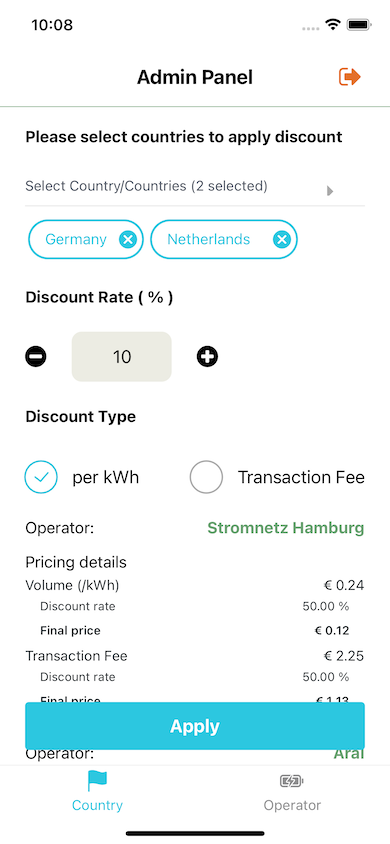 10:08
Admin Panel
Please select countries to apply discount
Select Country/Countries (2 selected)
Germany Netherlands
Discount Rate ( % )
10
Discount Type
per kWh Transaction Fee
Operator: Stromnetz Hamburg
Pricing details
Volume (/kWh) € 0.24
Discount rate 50.00 %
Final price € 0.12
Transaction Fee € 2.25
Discount rate 50.00 %
Final price € 1.13
Apply
Operator: Aral
Country Operator